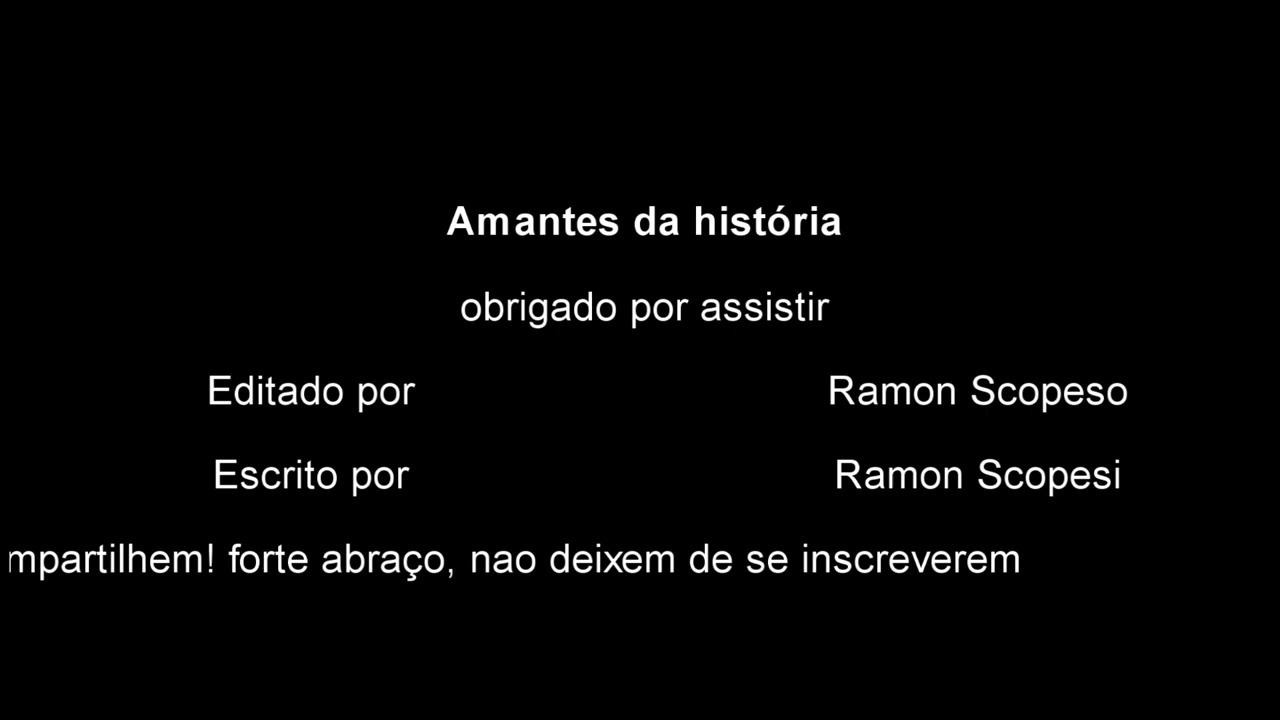 Amantes da história
obrigado por assistir
Editado por Ramon Scopeso
Escrito por Ramon Scopesi
mpartilhem! forte abraço, nao deixem de se inscreverem